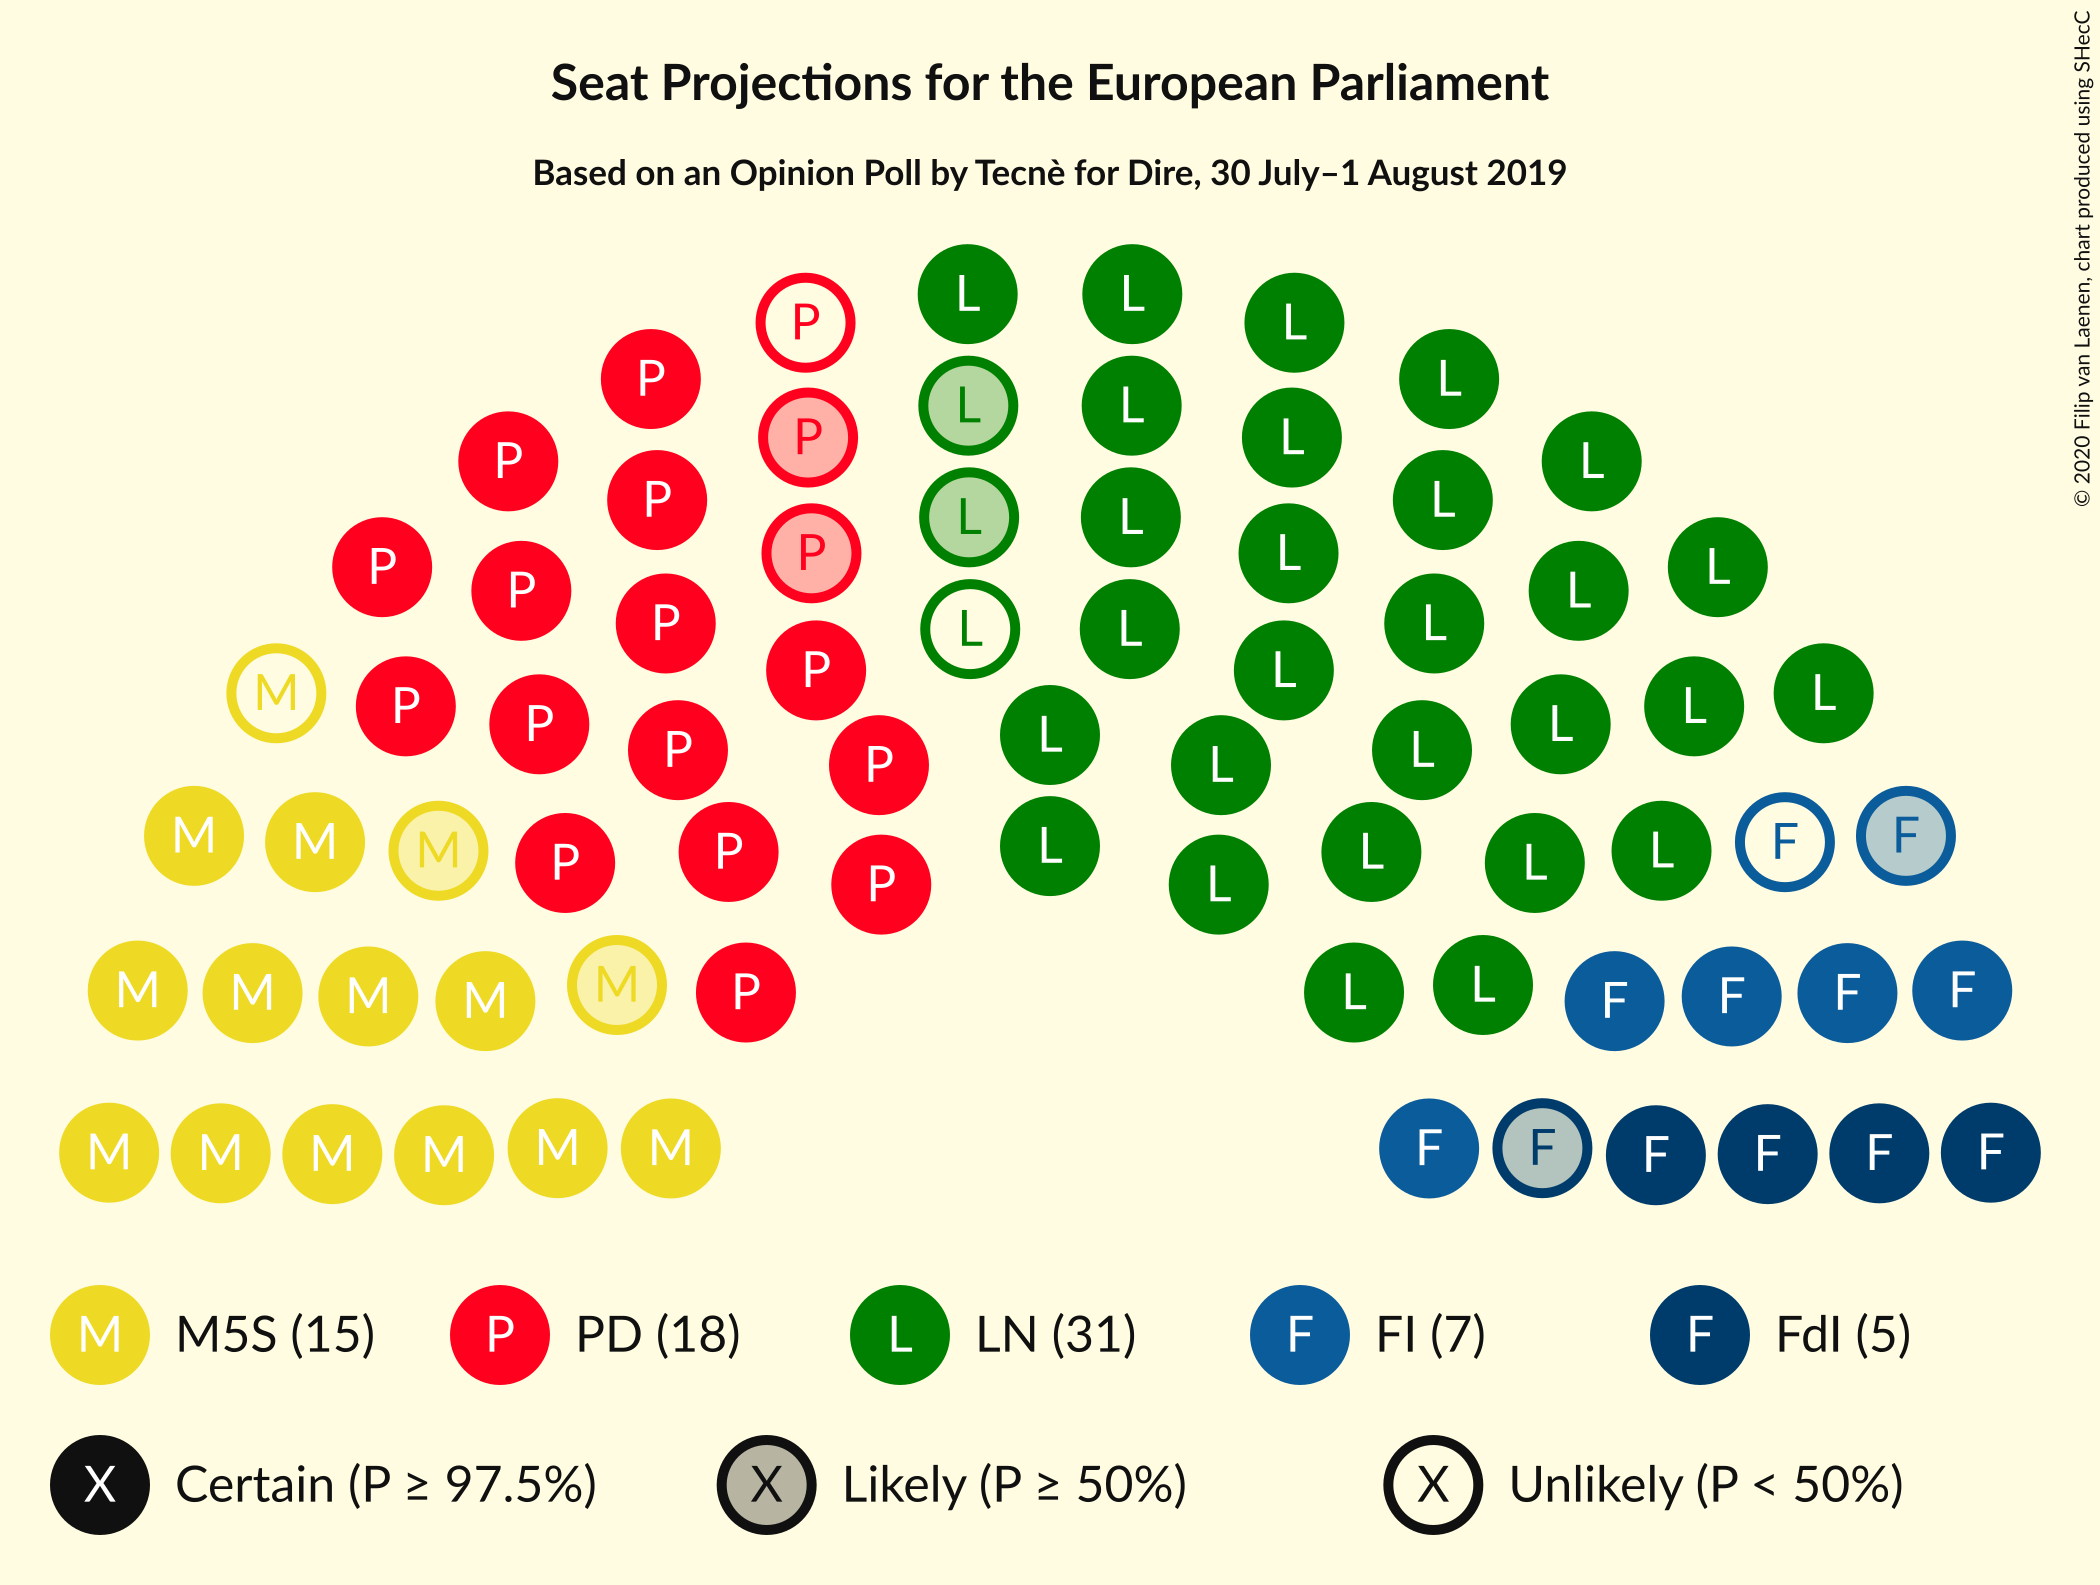 Seat Projections for the European Parliament
Based on an Opinion Poll by Tecnè for Dire, 30 July–1 August 2019
© 2020 Filip van Laenen, chart produced using SHecC
L L
P L L
P P L
L L L
P P L L
P L L L
P P L L
P P L L
P L L L
M P P P P L L L L L
P L L
L L
M M M P P P L L L L L F F
M M M M M P L L F F F F
M M M M M M F F F F F F
M M5S (15) P PD (18) L LN (31) F FI (7) F FdI (5)
X Certain (P ≥ 97.5%) X Likely (P ≥ 50%) X Unlikely (P < 50%)